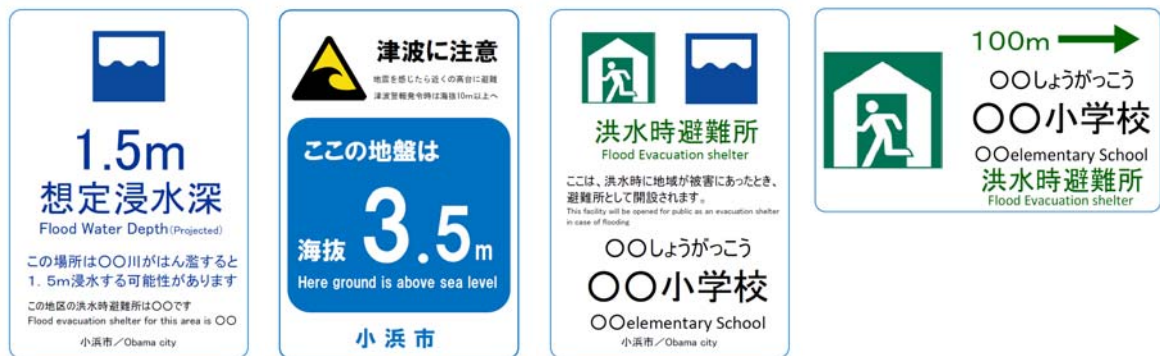 1.5m
想定浸水深
Flood Water Depth(Projected)
この場所は〇〇川がはん濫すると
1.5m浸水する可能性があります
この地区の洪水時避難所は〇〇です
Flood evacuation shelter for this area is 〇〇
小浜市／Obama city
津波に注意
地震を感じたら近くの高台に避難
津波警報発令時は海抜10m以上へ
ここの地盤は
海抜3.5m
Here ground is above sea level
小浜市
洪水時避難所
Flood Evacuation shelter
ここは、洪水時に地域が被害にあったとき、
避難所として開設されます。
This facility will be opened for public as an evacuation shelter
in case of flooding
〇〇しょうがっこう
〇〇小学校
〇〇elementary School
小浜市／Obama city
100m
〇〇しょうがっこう
〇〇小学校
〇〇elementary School
洪水時避難所
Flood Evacuation shelter